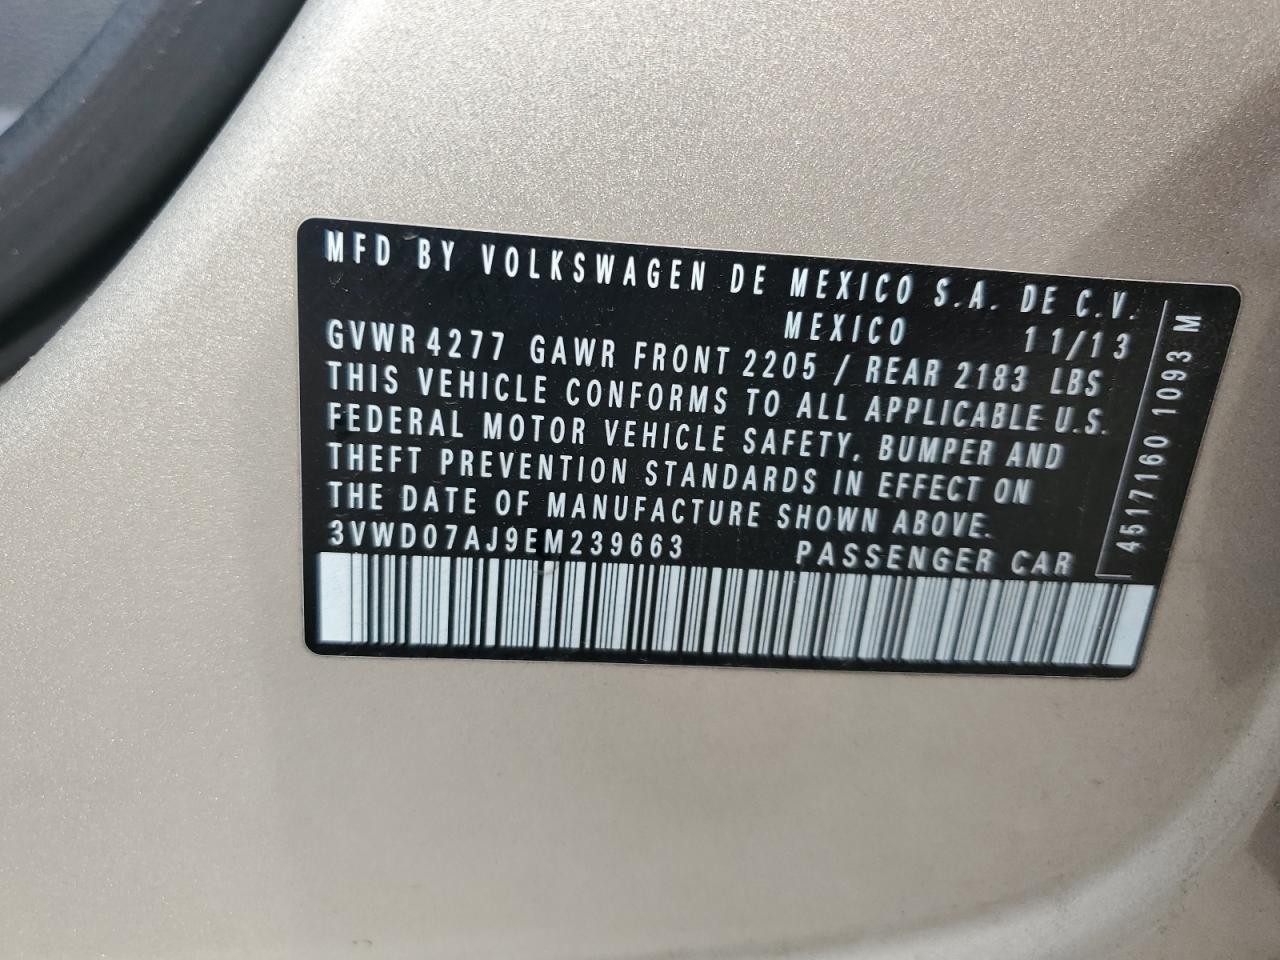 MFD BY VOLKSWAGEN DE MEXICO S.A. DE C.V.
MEXICO 11/13
GVWR 4277 GAWR FRONT 2205 / REAR 2183 LBS
THIS VEHICLE CONFORMS TO ALL APPLICABLE U.S.
FEDERAL MOTOR VEHICLE SAFETY, BUMPER AND
THEFT PREVENTION STANDARDS IN EFFECT ON
THE DATE OF MANUFACTURE SHOWN ABOVE.
3VWD07AJ9EM239663 PASSENGER CAR
4517160 1093 M